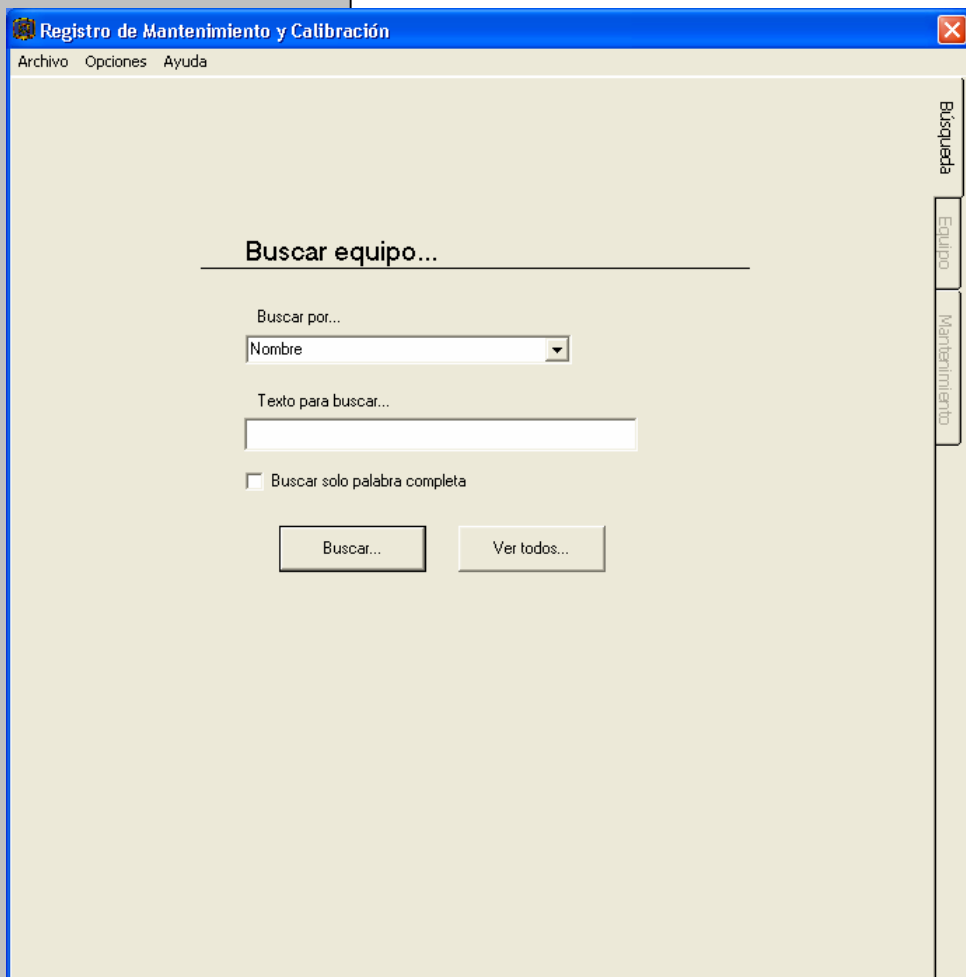 Registro de Mantenimiento y Calibración
Archivo Opciones Ayuda
Búsqueda
Equipo
Mantenimiento
Buscar equipo...
Buscar por...
Nombre
Texto para buscar...
Buscar solo palabra completa
Buscar... Ver todos...